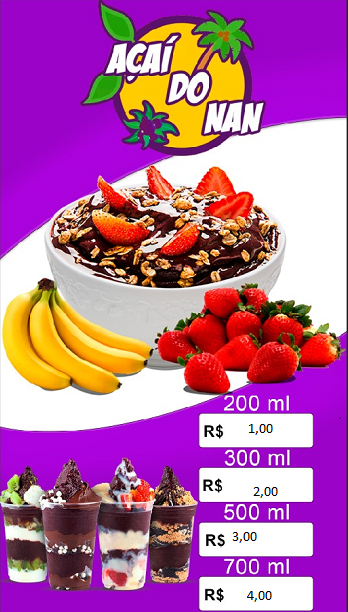 AÇAÍ
DO
NAN
200 ml
R$ 1,00
300 ml
R$ 2,00
500 ml
R$ 3,00
700 ml
R$ 4,00